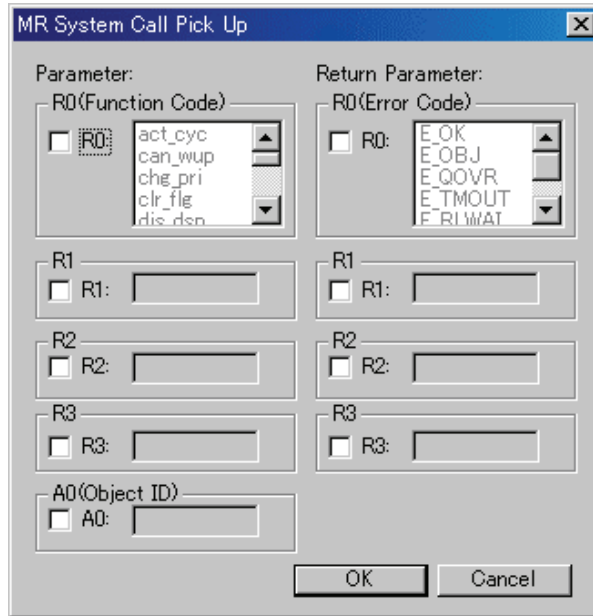 MR System Call Pick Up
Parameter:
R0(Function Code)
R0:
act_cyc
can_wup
chg_pri
clr_flg
dis_dsp
R1
R1:
R2
R2:
R3
R3:
A0(Object ID)
A0:
Return Parameter:
R0(Error Code)
R0:
E_OK
E_OBJ
E_QOVR
E_TMOUT
E_RLWAI
R1
R1:
R2
R2:
R3
R3:
OK
Cancel